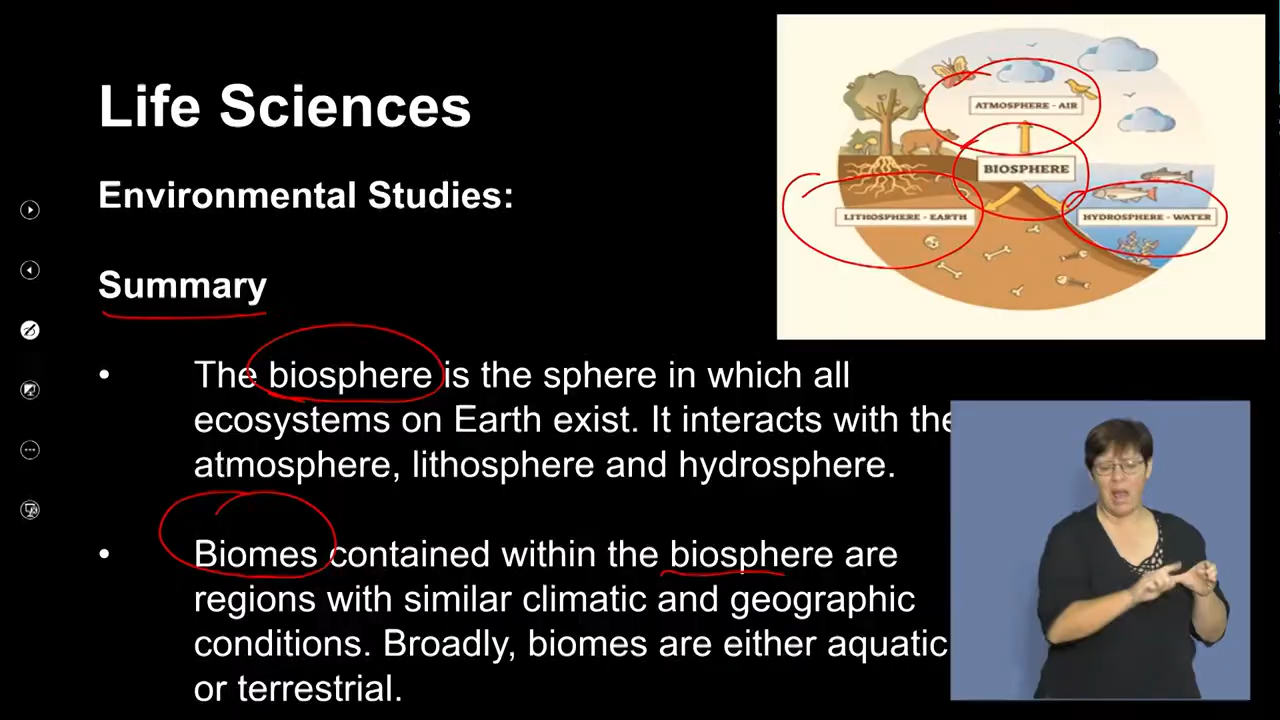 Life Sciences
Environmental Studies:
Summary
• The biosphere is the sphere in which all
ecosystems on Earth exist. It interacts with the
atmosphere, lithosphere and hydrosphere.
• Biomes contained within the biosphere are
regions with similar climatic and geographic
conditions. Broadly, biomes are either aquatic
or terrestrial.
ATMOSPHERE - AIR
BIOSPHERE
LITHOSPHERE - EARTH
HYDROSPHERE - WATER